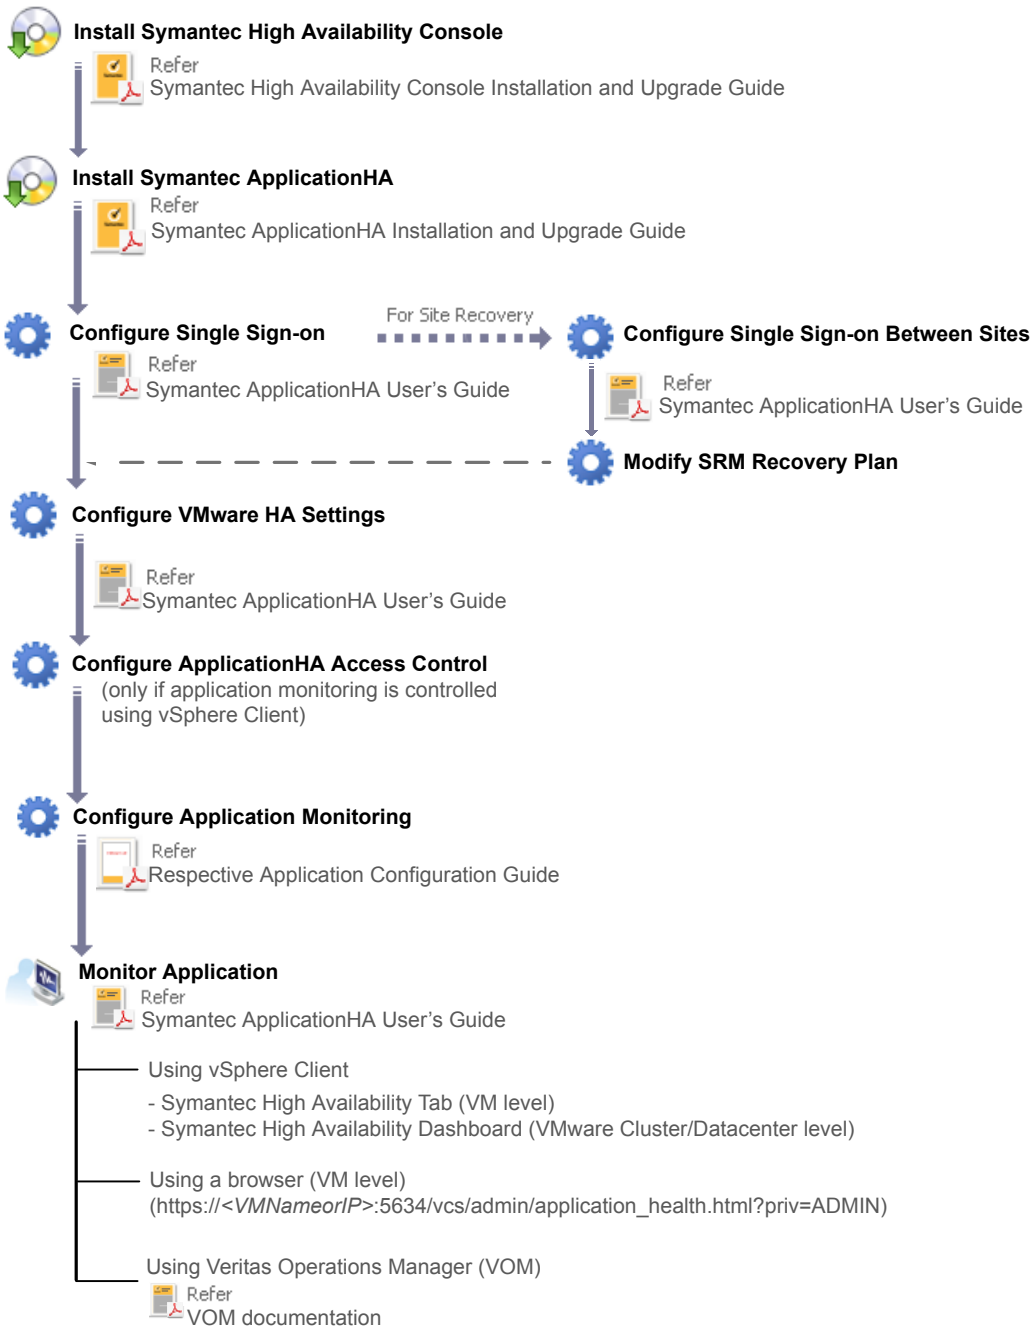 Install Symantec High Availability Console
Refer
Symantec High Availability Console Installation and Upgrade Guide
Install Symantec ApplicationHA
Refer
Symantec ApplicationHA Installation and Upgrade Guide
Configure Single Sign-on
For Site Recovery
Configure Single Sign-on Between Sites
Refer
Symantec ApplicationHA User's Guide
Refer
Symantec ApplicationHA User's Guide
Modify SRM Recovery Plan
Configure VMware HA Settings
Refer
Symantec ApplicationHA User's Guide
Configure ApplicationHA Access Control
(only if application monitoring is controlled
using vSphere Client)
Configure Application Monitoring
Refer
Respective Application Configuration Guide
Monitor Application
Refer
Symantec ApplicationHA User's Guide
Using vSphere Client
- Symantec High Availability Tab (VM level)
- Symantec High Availability Dashboard (VMware Cluster/Datacenter level)
Using a browser (VM level)
(https://<VMNameorIP>:5634/vcs/admin/application_health.html?priv=ADMIN)
Using Veritas Operations Manager (VOM)
Refer
VOM documentation